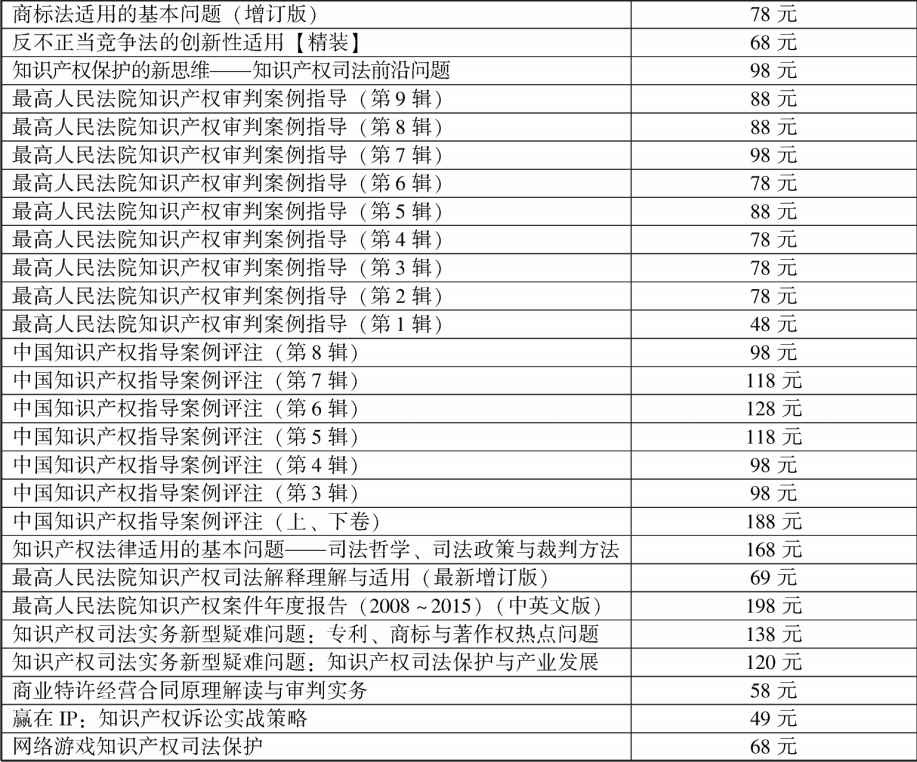 商标法适用的基本问题（增订版） 78 元
反不正当竞争法的创新性适用【精装】 68 元
知识产权保护的新思维——知识产权司法前沿问题 98 元
最高人民法院知识产权审判案例指导（第 9 辑） 88 元
最高人民法院知识产权审判案例指导（第 8 辑） 88 元
最高人民法院知识产权审判案例指导（第 7 辑） 98 元
最高人民法院知识产权审判案例指导（第 6 辑） 78 元
最高人民法院知识产权审判案例指导（第 5 辑） 88 元
最高人民法院知识产权审判案例指导（第 4 辑） 78 元
最高人民法院知识产权审判案例指导（第 3 辑） 78 元
最高人民法院知识产权审判案例指导（第 2 辑） 78 元
最高人民法院知识产权审判案例指导（第 1 辑） 48 元
中国知识产权指导案例评注（第 8 辑） 98 元
中国知识产权指导案例评注（第 7 辑） 118 元
中国知识产权指导案例评注（第 6 辑） 128 元
中国知识产权指导案例评注（第 5 辑） 118 元
中国知识产权指导案例评注（第 4 辑） 98 元
中国知识产权指导案例评注（第 3 辑） 98 元
中国知识产权指导案例评注（上、下卷） 188 元
知识产权法律适用的基本问题——司法哲学、司法政策与裁判方法 168 元
最高人民法院知识产权司法解释理解与适用（最新增订版） 69 元
最高人民法院知识产权案件年度报告（2008～2015）（中英文版） 198 元
知识产权司法实务新型疑难问题：专利、商标与著作权热点问题 138 元
知识产权司法实务新型疑难问题：知识产权司法保护与产业发展 120 元
商业特许经营合同原理解读与审判实务 58 元
赢在 IP：知识产权诉讼实战策略 49 元
网络游戏知识产权司法保护 68 元